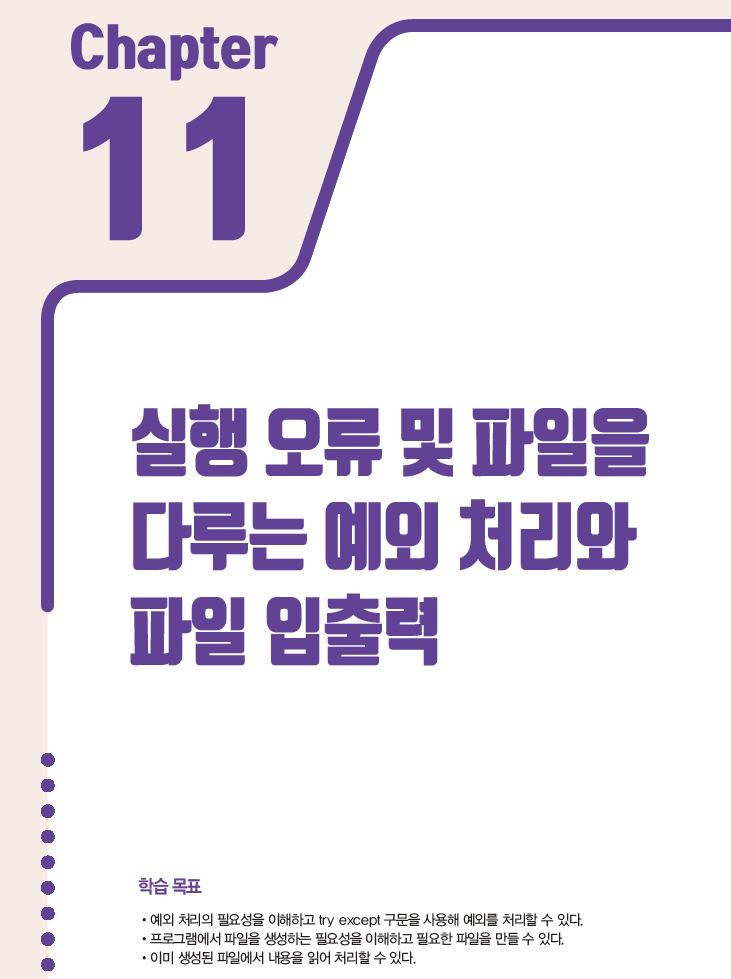 Chapter
11
실행 오류 및 파일을
다루는 예외 처리와
파일 입출력
학습 목표
• 예외 처리의 필요성을 이해하고 try except 구문을 사용해 예외를 처리할 수 있다.
• 프로그램에서 파일을 생성하는 필요성을 이해하고 필요한 파일을 만들 수 있다.
• 이미 생성된 파일에서 내용을 읽어 처리할 수 있다.